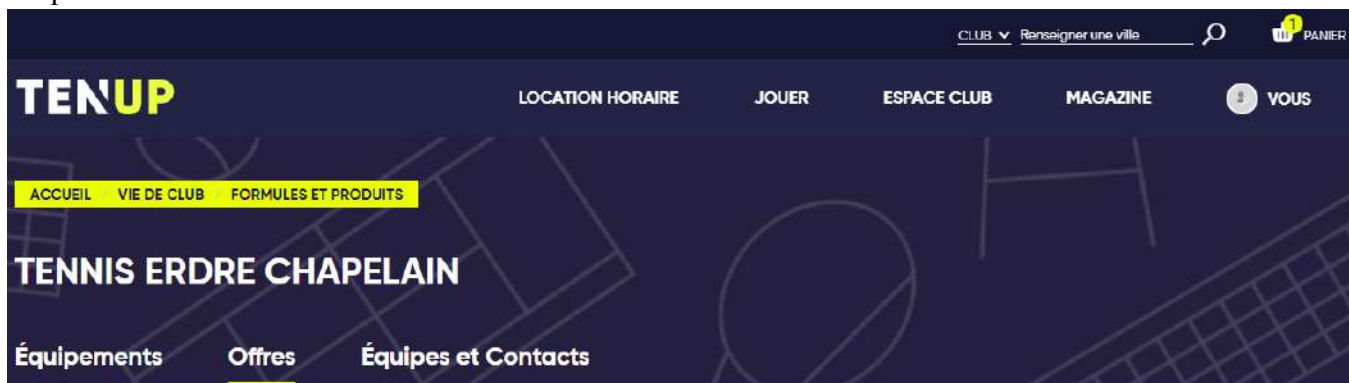 CLUB Renseigner une ville 1 PANIER
TENUP LOCATION HORAIRE JOUER ESPACE CLUB MAGAZINE VOUS
ACCUEIL / VIE DE CLUB / FORMULES ET PRODUITS
TENNIS ERDRE CHAPELAIN
Équipements Offres Équipes et Contacts